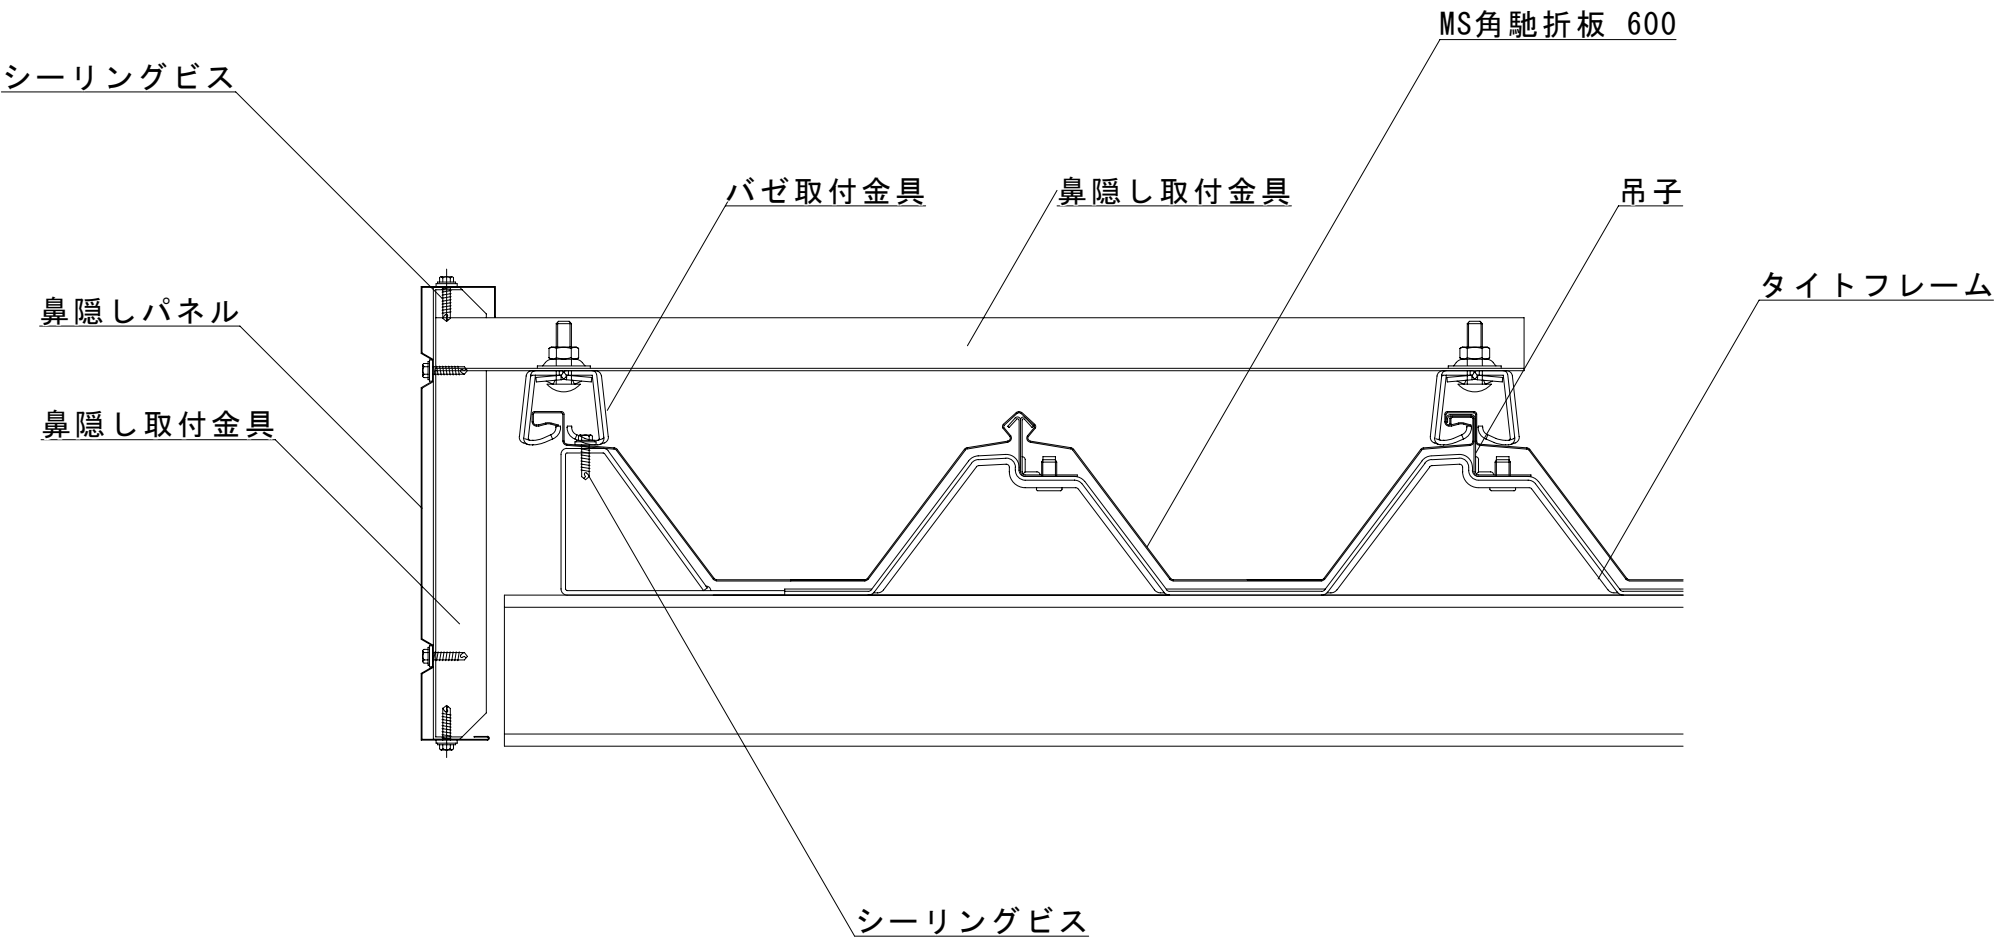 MS角馳折板 600
シーリングビス
バゼ取付金具
鼻隠し取付金具
吊子
タイトフレーム
鼻隠しパネル
鼻隠し取付金具
シーリングビス